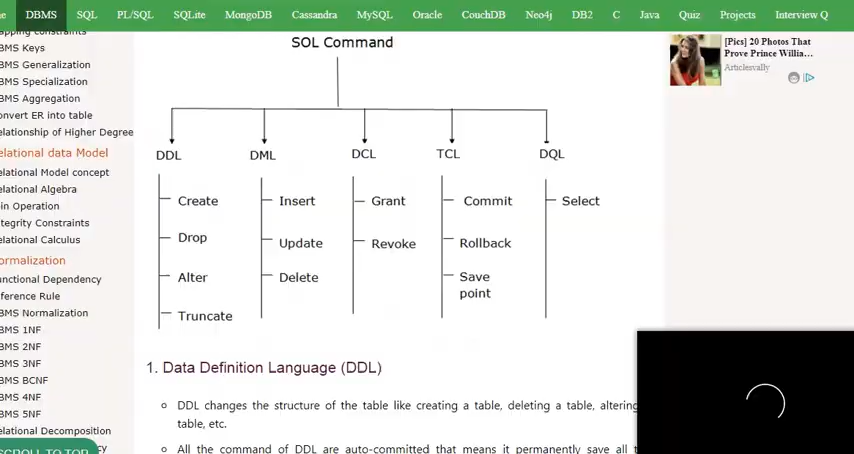 DBMS SQL PL/SQL SQLite MongoDB Cassandra MySQL Oracle CouchDB Neo4j DB2 C Java Quiz Projects Interview Q
BMS Keys
BMS Generalization
BMS Specialization
BMS Aggregation
onvert ER into table
elationship of Higher Degree
elational data Model
elational Model concept
elational Algebra
in Operation
tegrity Constraints
elational Calculus
ormalization
unctional Dependency
ference Rule
BMS Normalization
BMS 1NF
BMS 2NF
BMS 3NF
BMS BCNF
BMS 4NF
BMS 5NF
elational Decomposition
SCROLL TO TOP
cy
SOL Command
DDL DML DCL TCL DQL
Create Insert Grant Commit Select
Drop Update Revoke Rollback
Alter Delete Save
point
Truncate
1. Data Definition Language (DDL)
DDL changes the structure of the table like creating a table, deleting a table, altering
table, etc.
All the command of DDL are auto-committed that means it permanently save all t
[Pics] 20 Photos That
Prove Prince Willia...
Articlesvally